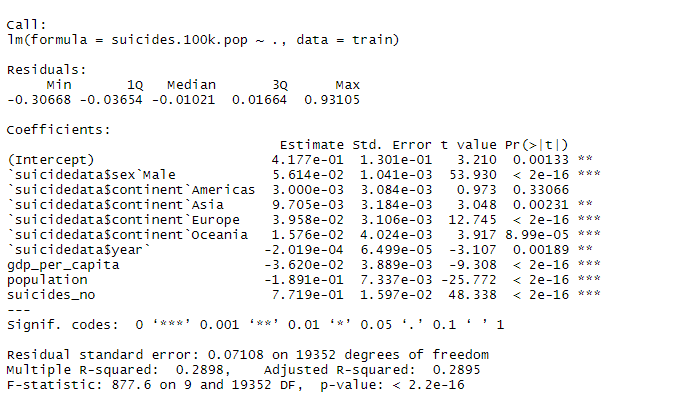 Call:
lm(formula = suicides.100k.pop ~ ., data = train)
Residuals:
     Min       1Q   Median       3Q      Max
-0.30668 -0.03654 -0.01021  0.01664  0.93105
Coefficients:
                                 Estimate Std. Error t value Pr(>|t|)
(Intercept)                     4.177e-01  1.301e-01   3.210  0.00133 **
`suicidedata$sex`Male           5.614e-02  1.041e-03  53.930  < 2e-16 ***
`suicidedata$continent`Americas 3.000e-03  3.084e-03   0.973  0.33066
`suicidedata$continent`Asia     9.705e-03  3.184e-03   3.048  0.00231 **
`suicidedata$continent`Europe   3.958e-02  3.106e-03  12.745  < 2e-16 ***
`suicidedata$continent`Oceania  1.576e-02  4.024e-03   3.917 8.99e-05 ***
`suicidedata$year`             -2.019e-04  6.499e-05  -3.107  0.00189 **
gdp_per_capita                 -3.620e-02  3.889e-03  -9.308  < 2e-16 ***
population                     -1.891e-01  7.337e-03 -25.772  < 2e-16 ***
suicides_no                     7.719e-01  1.597e-02  48.338  < 2e-16 ***
---
Signif. codes:  0 ‘***’ 0.001 ‘**’ 0.01 ‘*’ 0.05 ‘.’ 0.1 ‘ ’ 1
Residual standard error: 0.07108 on 19352 degrees of freedom
Multiple R-squared:  0.2898,    Adjusted R-squared:  0.2895
F-statistic: 877.6 on 9 and 19352 DF,  p-value: < 2.2e-16